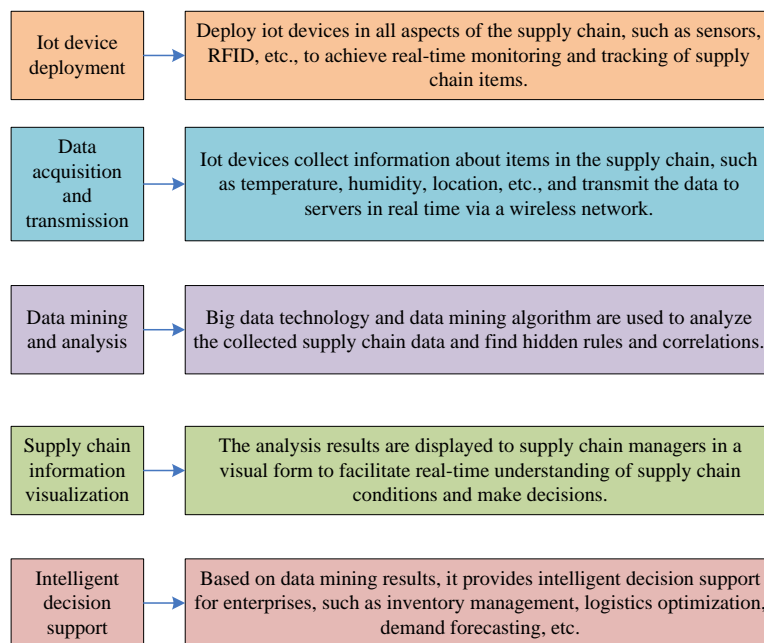 Iot device
deployment
Deploy iot devices in all aspects of the supply chain, such as sensors,
RFID, etc., to achieve real-time monitoring and tracking of supply
chain items.
Data
acquisition
and
transmission
Iot devices collect information about items in the supply chain, such
as temperature, humidity, location, etc., and transmit the data to
servers in real time via a wireless network.
Data mining
and analysis
Big data technology and data mining algorithm are used to analyze
the collected supply chain data and find hidden rules and correlations.
Supply chain
information
visualization
The analysis results are displayed to supply chain managers in a
visual form to facilitate real-time understanding of supply chain
conditions and make decisions.
Intelligent
decision
support
Based on data mining results, it provides intelligent decision support
for enterprises, such as inventory management, logistics optimization,
demand forecasting, etc.